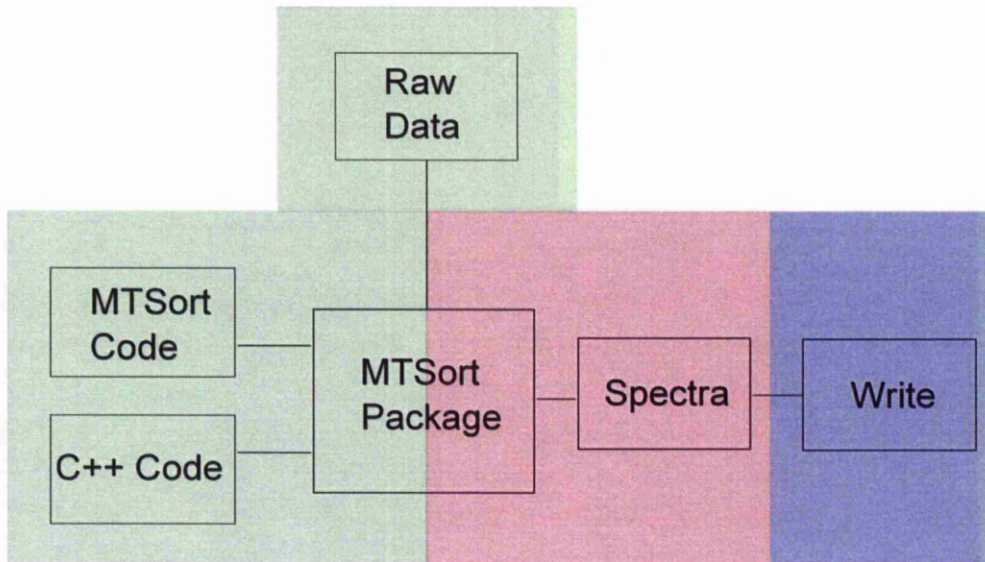 Raw
Data
MTSort
Code
C++ Code
MTSort
Package
Spectra
Write